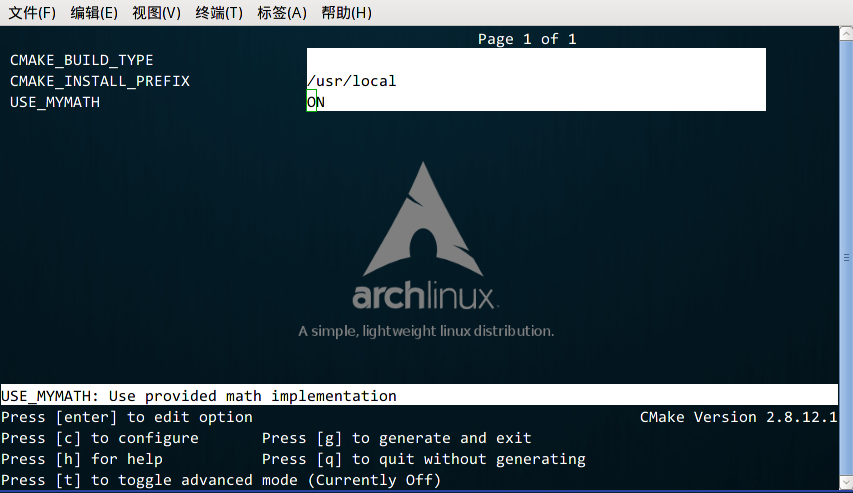 文件(F) 编辑(E) 视图(V) 终端(T) 标签(A) 帮助(H)
Page 1 of 1
CMAKE_BUILD_TYPE
CMAKE_INSTALL_PREFIX /usr/local
USE_MYMATH ON
archlinux
A simple, lightweight linux distribution.
USE_MYMATH: Use provided math implementation
Press [enter] to edit option CMake Version 2.8.12.1
Press [c] to configure Press [g] to generate and exit
Press [h] for help Press [q] to quit without generating
Press [t] to toggle advanced mode (Currently Off)